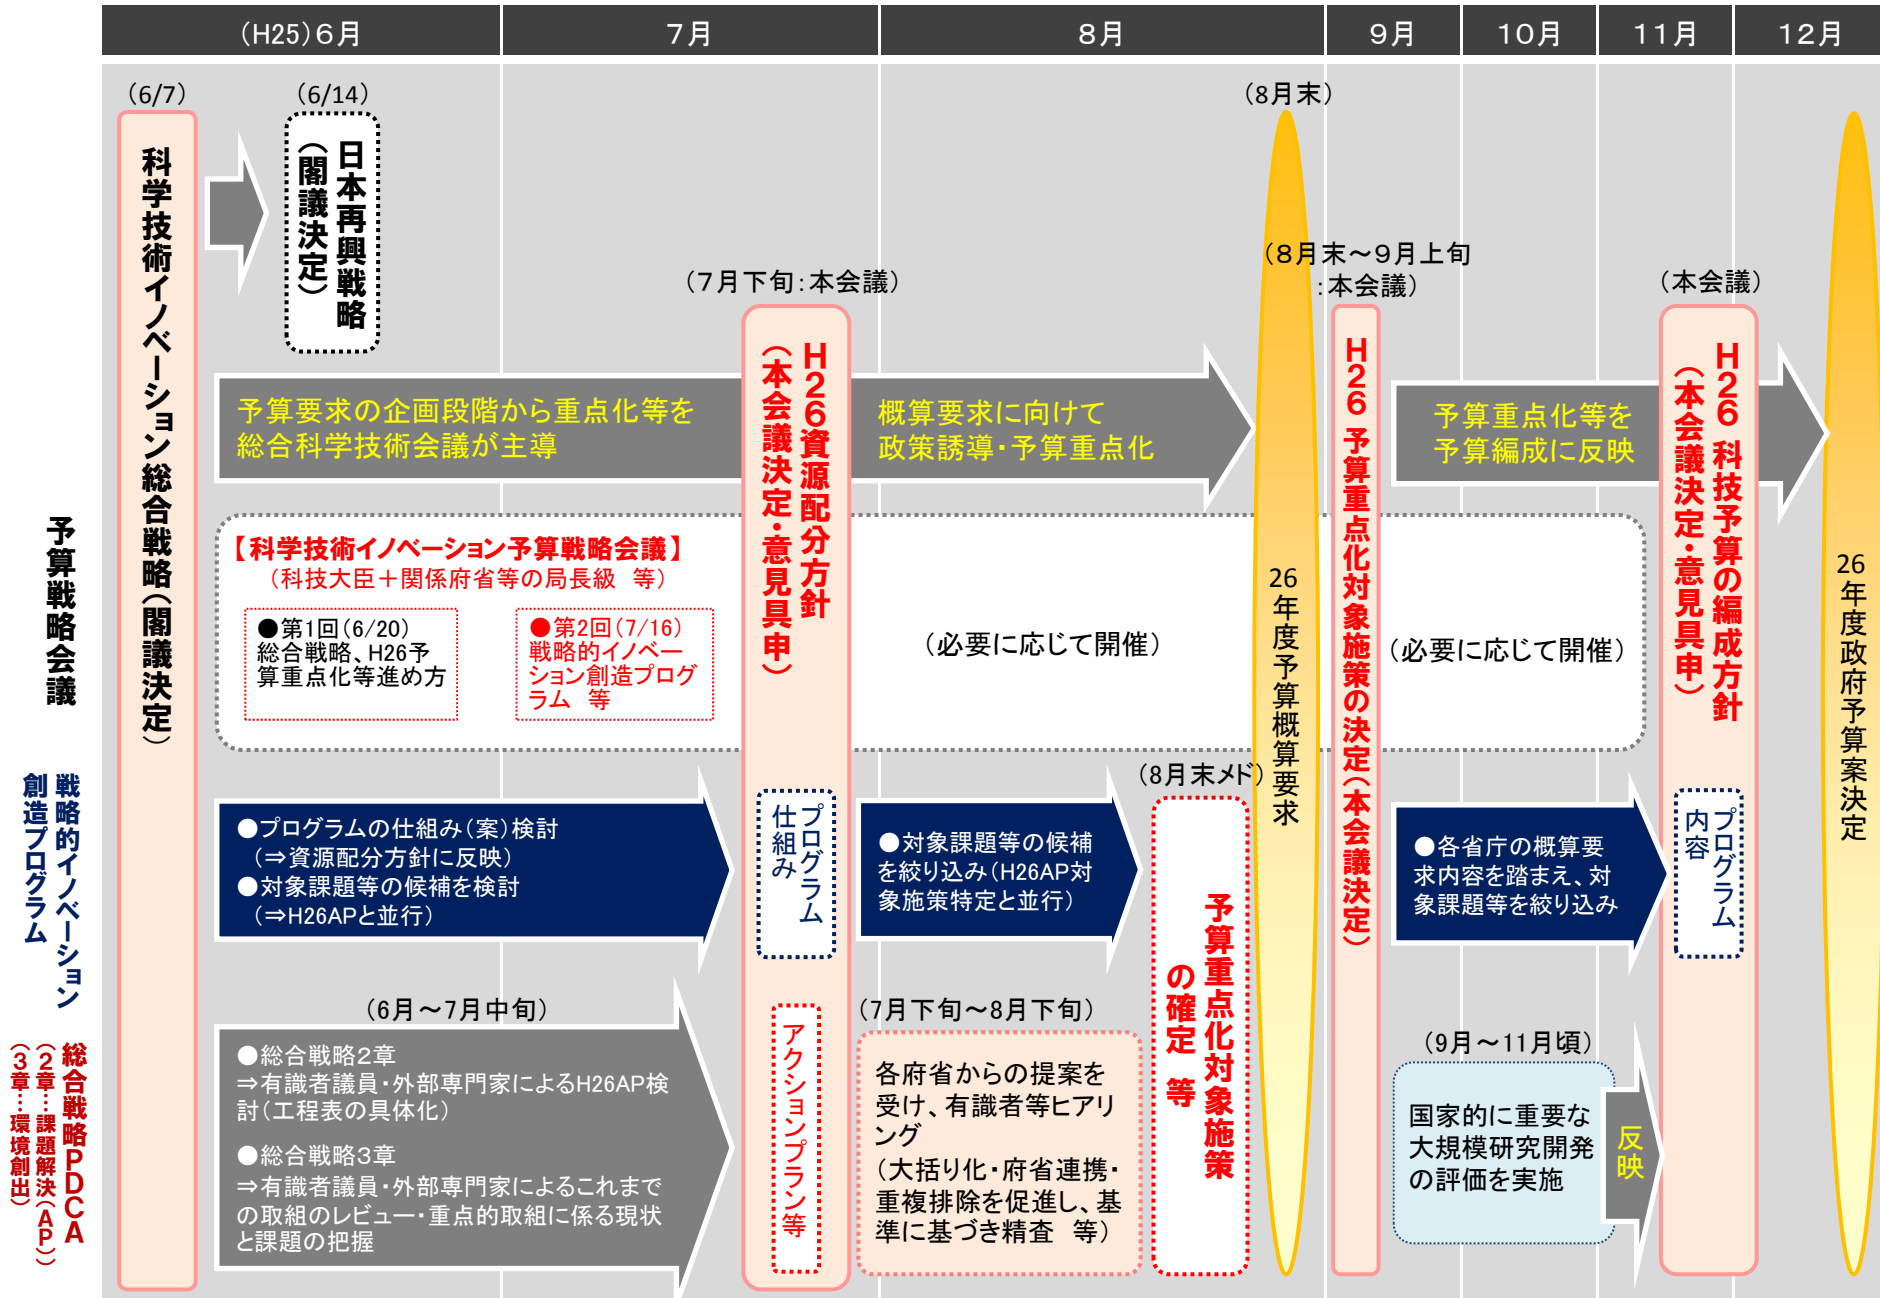 (H25)6月
7月
8月
9月
10月
11月
12月
(6/7)
(6/14)
(8月末)
科学技術イノベーション総合戦略(閣議決定)
日本再興戦略
(閣議決定)
(7月下旬:本会議)
(8月末～9月上旬
:本会議)
(本会議)
予算要求の企画段階から重点化等を
総合科学技術会議が主導
H26資源配分方針
(本会議決定・意見具申)
概算要求に向けて
政策誘導・予算重点化
26年度予算概算要求
H26 予算重点化対象施策の決定(本会議決定)
予算重点化等を
予算編成に反映
H26 科技予算の編成方針
(本会議決定・意見具申)
26年度政府予算案決定
予算戦略会議
【科学技術イノベーション予算戦略会議】
(科技大臣+関係府省等の局長級 等)
●第1回(6/20)
総合戦略、H26予
算重点化等進め方
●第2回(7/16)
戦略的イノベー
ション創造プログ
ラム 等
(必要に応じて開催)
(必要に応じて開催)
戦略的イノベーション
創造プログラム
●プログラムの仕組み(案)検討
(⇒資源配分方針に反映)
●対象課題等の候補を検討
(⇒H26APと並行)
プログラム
仕組み
●対象課題等の候補
を絞り込み(H26AP対
象施策特定と並行)
(8月末メド)
予算重点化対象施策
の確定 等
●各省庁の概算要
求内容を踏まえ、対
象課題等を絞り込み
プログラム
内容
総合戦略PDCA
(2章…課題解決(AP))
(3章…環境創出)
(6月～7月中旬)
●総合戦略2章
⇒有識者議員・外部専門家によるH26AP検
討(工程表の具体化)
●総合戦略3章
⇒有識者議員・外部専門家によるこれまで
の取組のレビュー・重点的取組に係る現状
と課題の把握
アクションプラン等
(7月下旬～8月下旬)
各府省からの提案を
受け、有識者等ヒアリ
ング
(大括り化・府省連携・
重複排除を促進し、基
準に基づき精査 等)
(9月～11月頃)
国家的に重要な
大規模研究開発
の評価を実施
反映